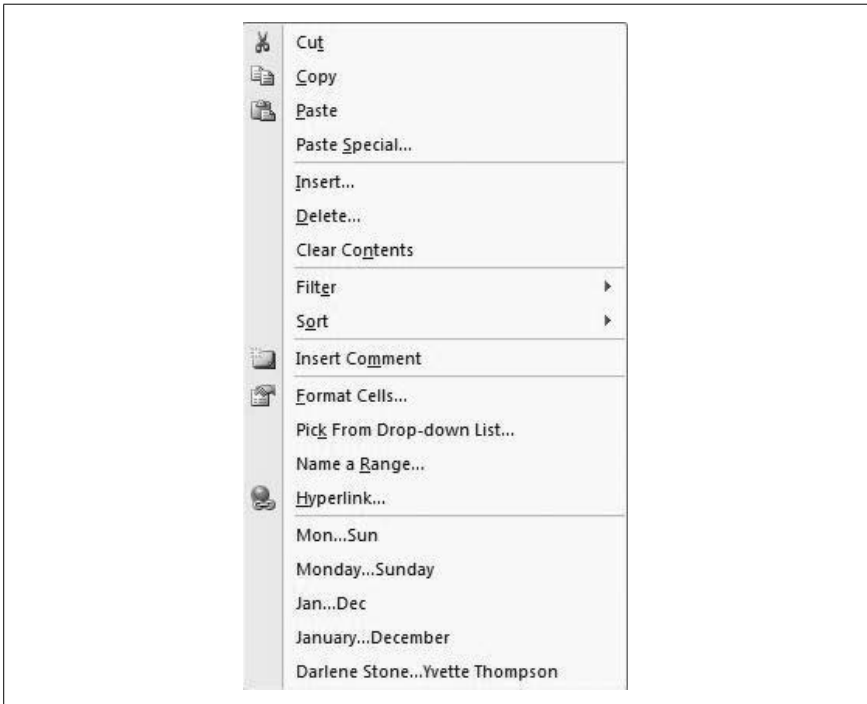 Cut
Copy
Paste
Paste Special...
Insert...
Delete...
Clear Contents
Filter
Sort
Insert Comment
Format Cells...
Pick From Drop-down List...
Name a Range...
Hyperlink...
Mon...Sun
Monday...Sunday
Jan...Dec
January...December
Darlene Stone...Yvette Thompson